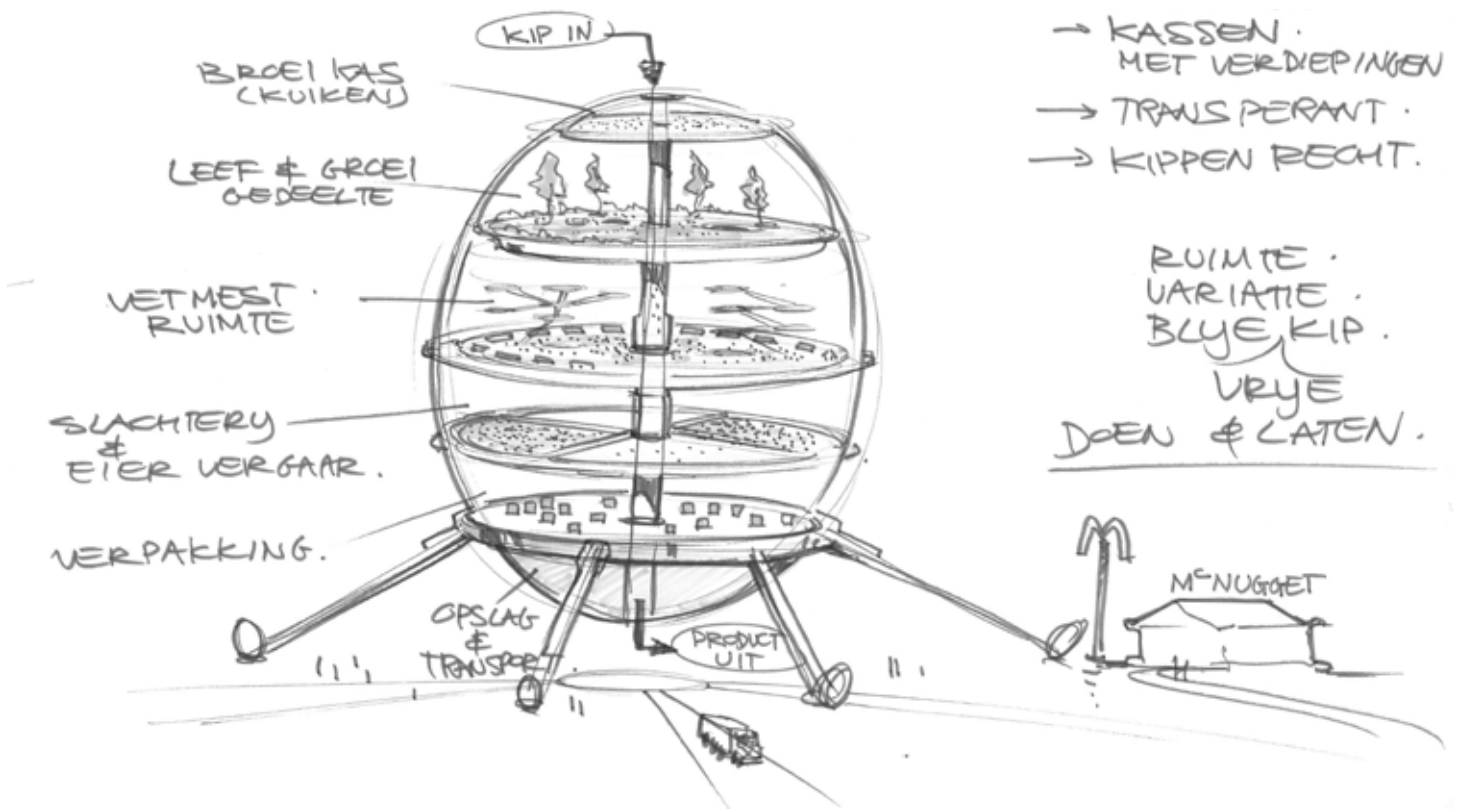 KIP IN
BROEI KAS
(KUIKEN)
LEEF & GROEI
GEDEELTE
VETMEST
RUIMTE
SLACHTERY
&
EIER VERGAAR.
VERPAKKING.
OPSLAG
&
TRANSPORT.
PRODUCT
UIT
→ KASSEN.
MET VERDIEPINGEN
→ TRANSPERANT.
→ KIPPEN RECHT.
RUIMTE.
VARIATIE.
BLYE KIP.
VRYE
DOEN & LATEN.
McNUGGET